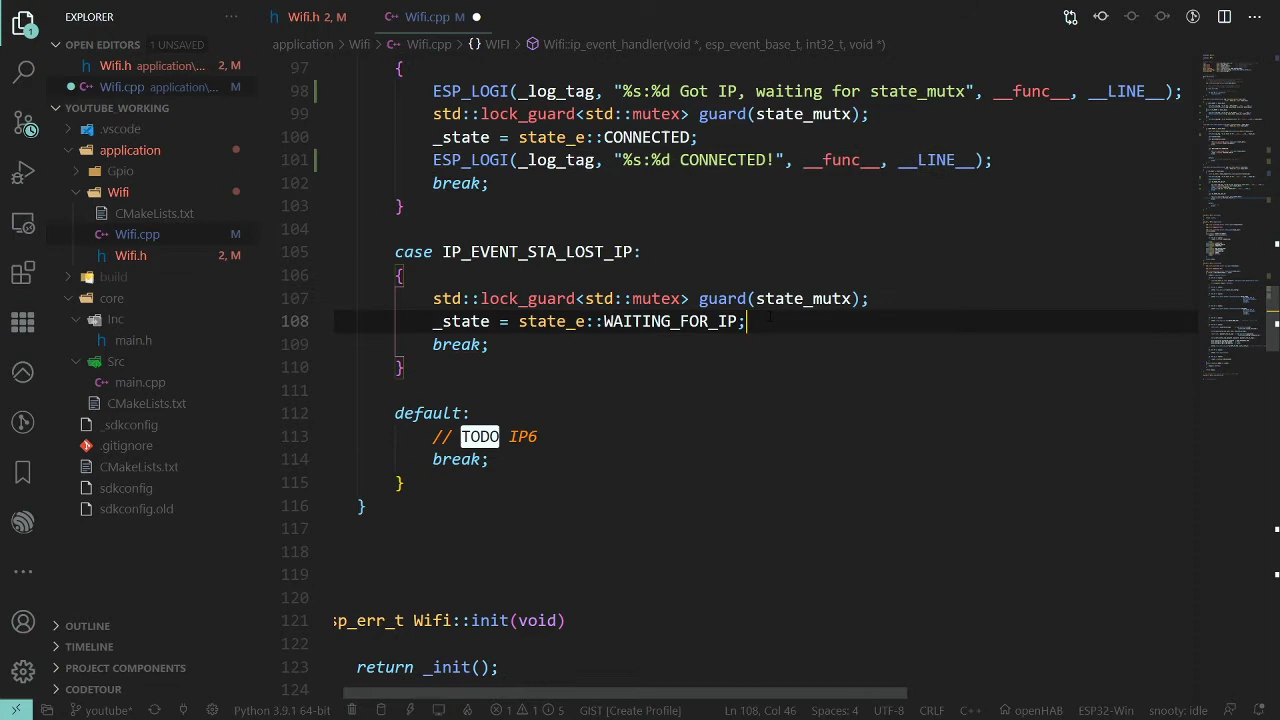 EXPLORER
Wifi.h 2, M
Wifi.cpp M
OPEN EDITORS 1 UNSAVED
Wifi.h application\... 2, M
Wifi.cpp application\... M
YOUTUBE_WORKING
.vscode
application
Gpio
Wifi
CMakeLists.txt
Wifi.cpp M
Wifi.h 2, M
build
core
Inc
main.h
Src
main.cpp
CMakeLists.txt
_sdkconfig
.gitignore
CMakeLists.txt
sdkconfig
sdkconfig.old
OUTLINE
TIMELINE
PROJECT COMPONENTS
CODETOUR
application > Wifi > Wifi.cpp > {} WIFI > Wifi::ip_event_handler(void *, esp_event_base_t, int32_t, void *)
97 {
98 ESP_LOGI(_log_tag, "%s:%d Got IP, waiting for state_mutx", __func__, __LINE__);
99 std::lock_guard<std::mutex> guard(state_mutx);
100 _state = state_e::CONNECTED;
101 ESP_LOGI(_log_tag, "%s:%d CONNECTED!", __func__, __LINE__);
102 break;
103 }
104
105 case IP_EVENT_STA_LOST_IP:
106 {
107 std::lock_guard<std::mutex> guard(state_mutx);
108 _state = state_e::WAITING_FOR_IP;
109 break;
110 }
111
112 default:
113 // TODO IP6
114 break;
115 }
116 }
117
118
119
120
121 sp_err_t Wifi::init(void)
122
123 return _init();
124
youtube* Python 3.9.1 64-bit 1 1 5 GIST [Create Profile] Ln 108, Col 46 Spaces: 4 UTF-8 CRLF C++ openHAB ESP32-Win snooty: idle